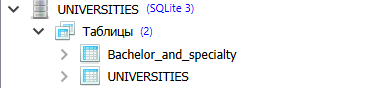 UNIVERSITIES (SQLite 3)
Таблицы (2)
Bachelor_and_specialty
UNIVERSITIES